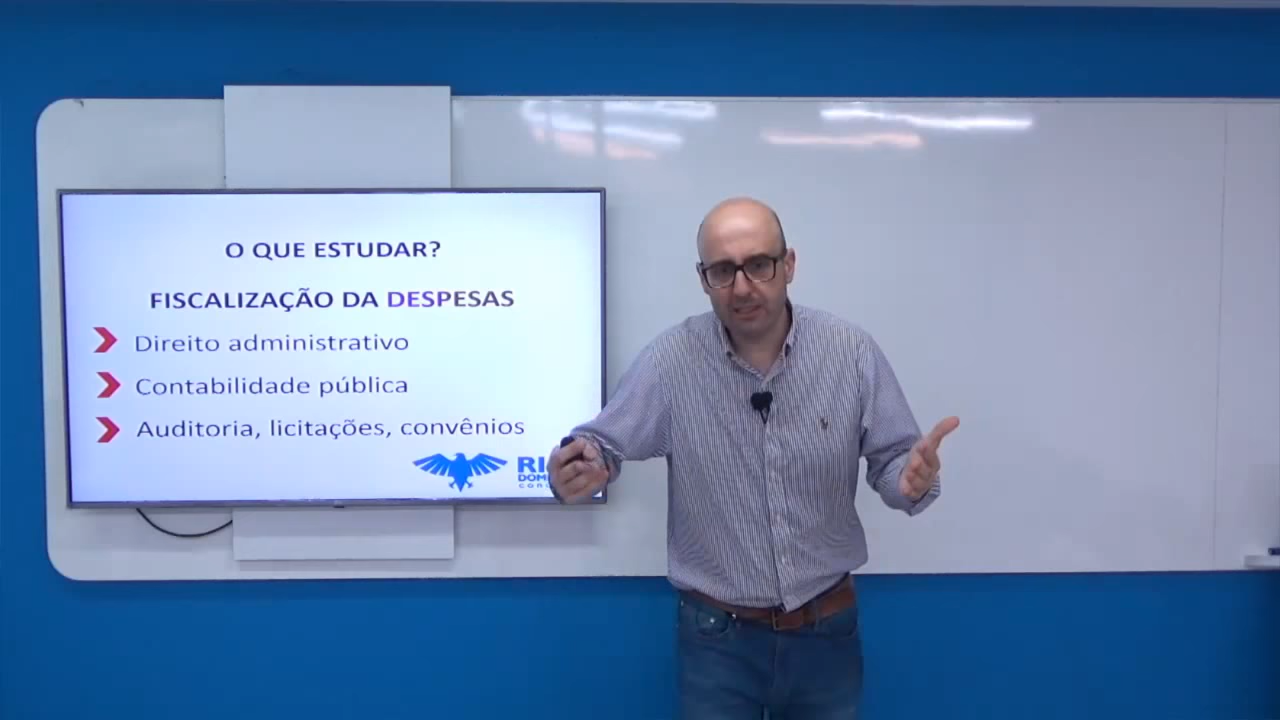 O QUE ESTUDAR?
FISCALIZAÇÃO DA DESPESAS
Direito administrativo
Contabilidade pública
Auditoria, licitações, convênios